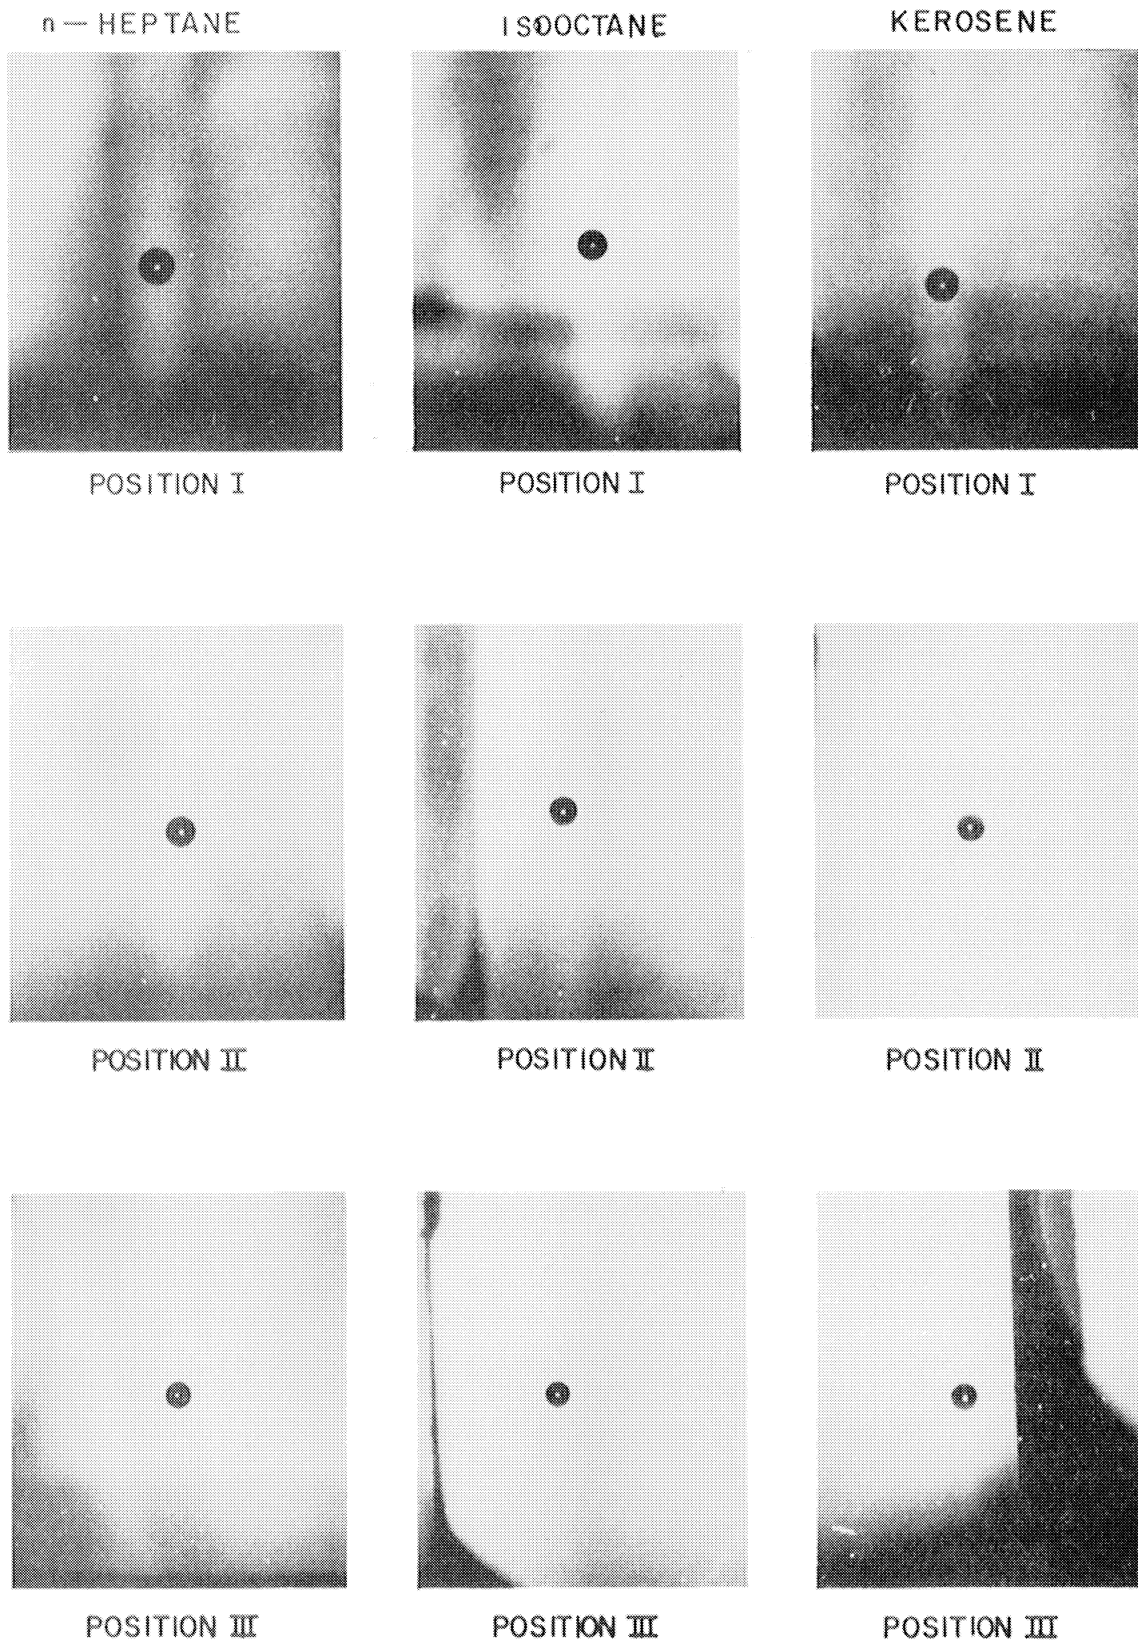 n — HEPTANE ISOOCTANE KEROSENE
POSITION I POSITION I POSITION I
POSITION II POSITION II POSITION II
POSITION III POSITION III POSITION III